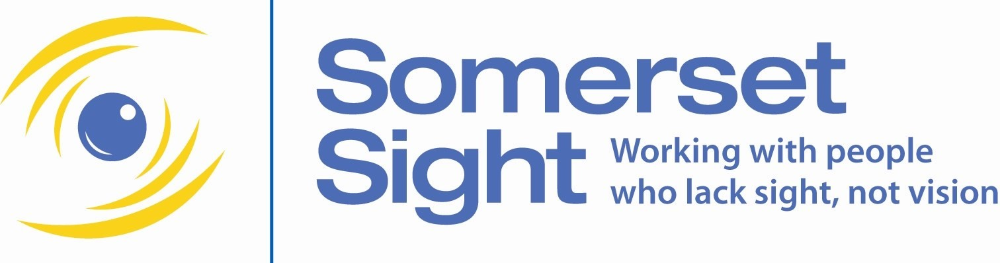 Somerset
Sight
Working with people
who lack sight, not vision